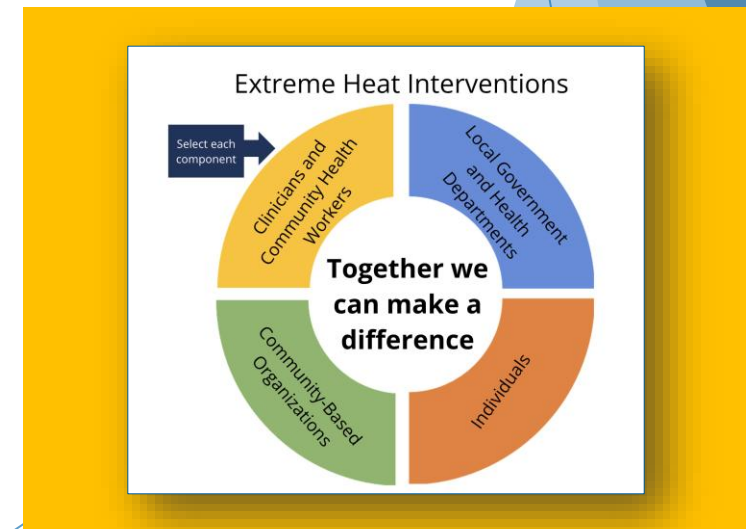 Extreme Heat Interventions
Select each
component
Clinicians and
Community Health
Workers
Local Government
and Health
Departments
Together we
can make a
difference
Community-Based
Organizations
Individuals